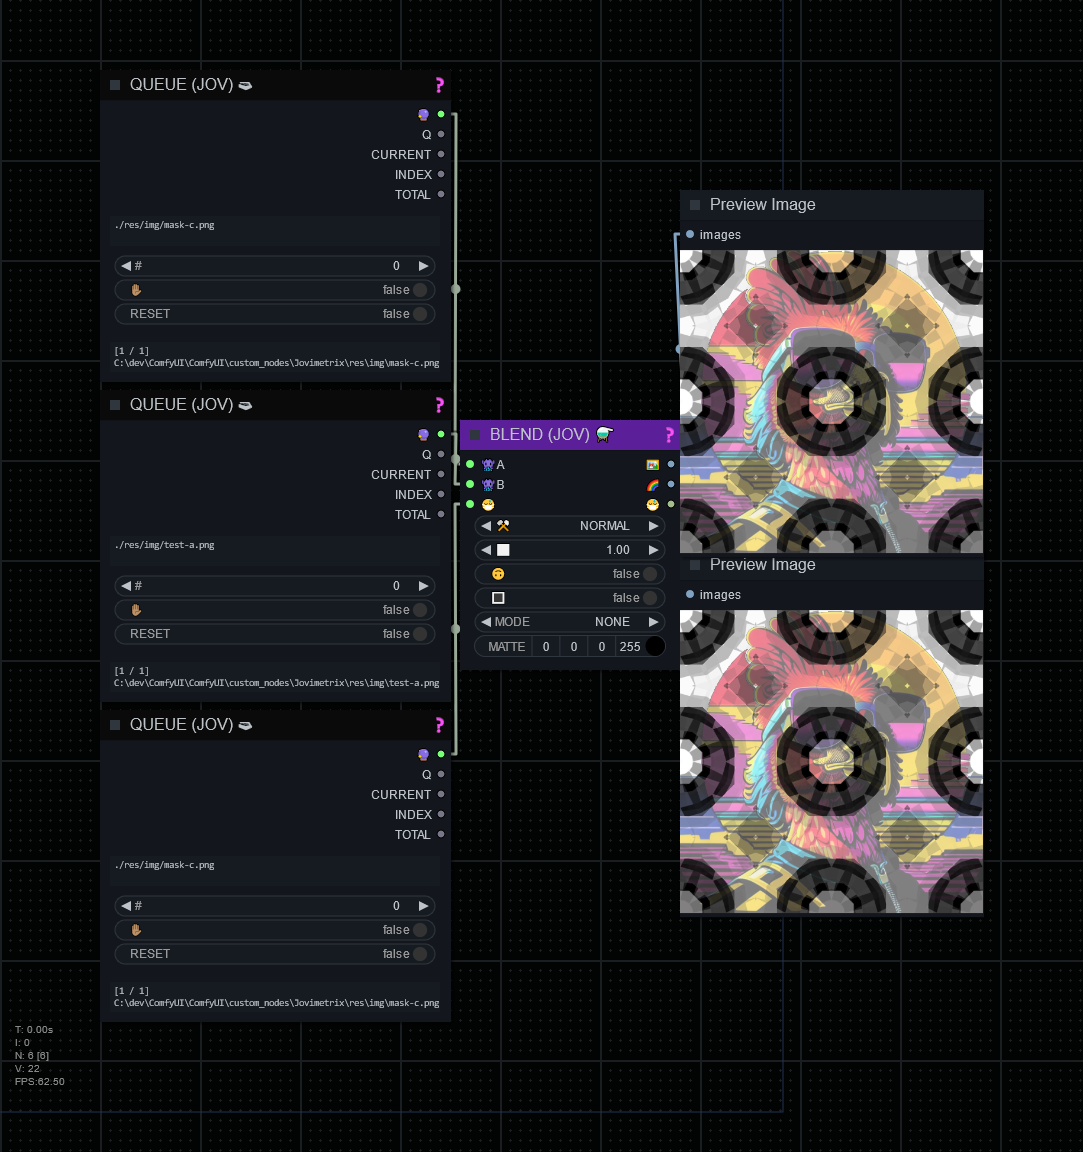 QUEUE (JOV)
?
Q
CURRENT
INDEX
TOTAL
./res/img/mask-c.png
# 0
false
RESET false
[1 / 1]
C:\dev\ComfyUI\ComfyUI\custom_nodes\Jovimetrix\res\img\mask-c.png
QUEUE (JOV)
?
Q
CURRENT
INDEX
TOTAL
./res/img/test-a.png
# 0
false
RESET false
[1 / 1]
C:\dev\ComfyUI\ComfyUI\custom_nodes\Jovimetrix\res\img\test-a.png
QUEUE (JOV)
?
Q
CURRENT
INDEX
TOTAL
./res/img/mask-c.png
# 0
false
RESET false
[1 / 1]
C:\dev\ComfyUI\ComfyUI\custom_nodes\Jovimetrix\res\img\mask-c.png
BLEND (JOV)
?
A
B
NORMAL
1.00
false
false
MODE NONE
MATTE 0 0 0 255
Preview Image
images
Preview Image
images
T: 0.00s
I: 0
N: 6 [6]
V: 22
FPS:62.50